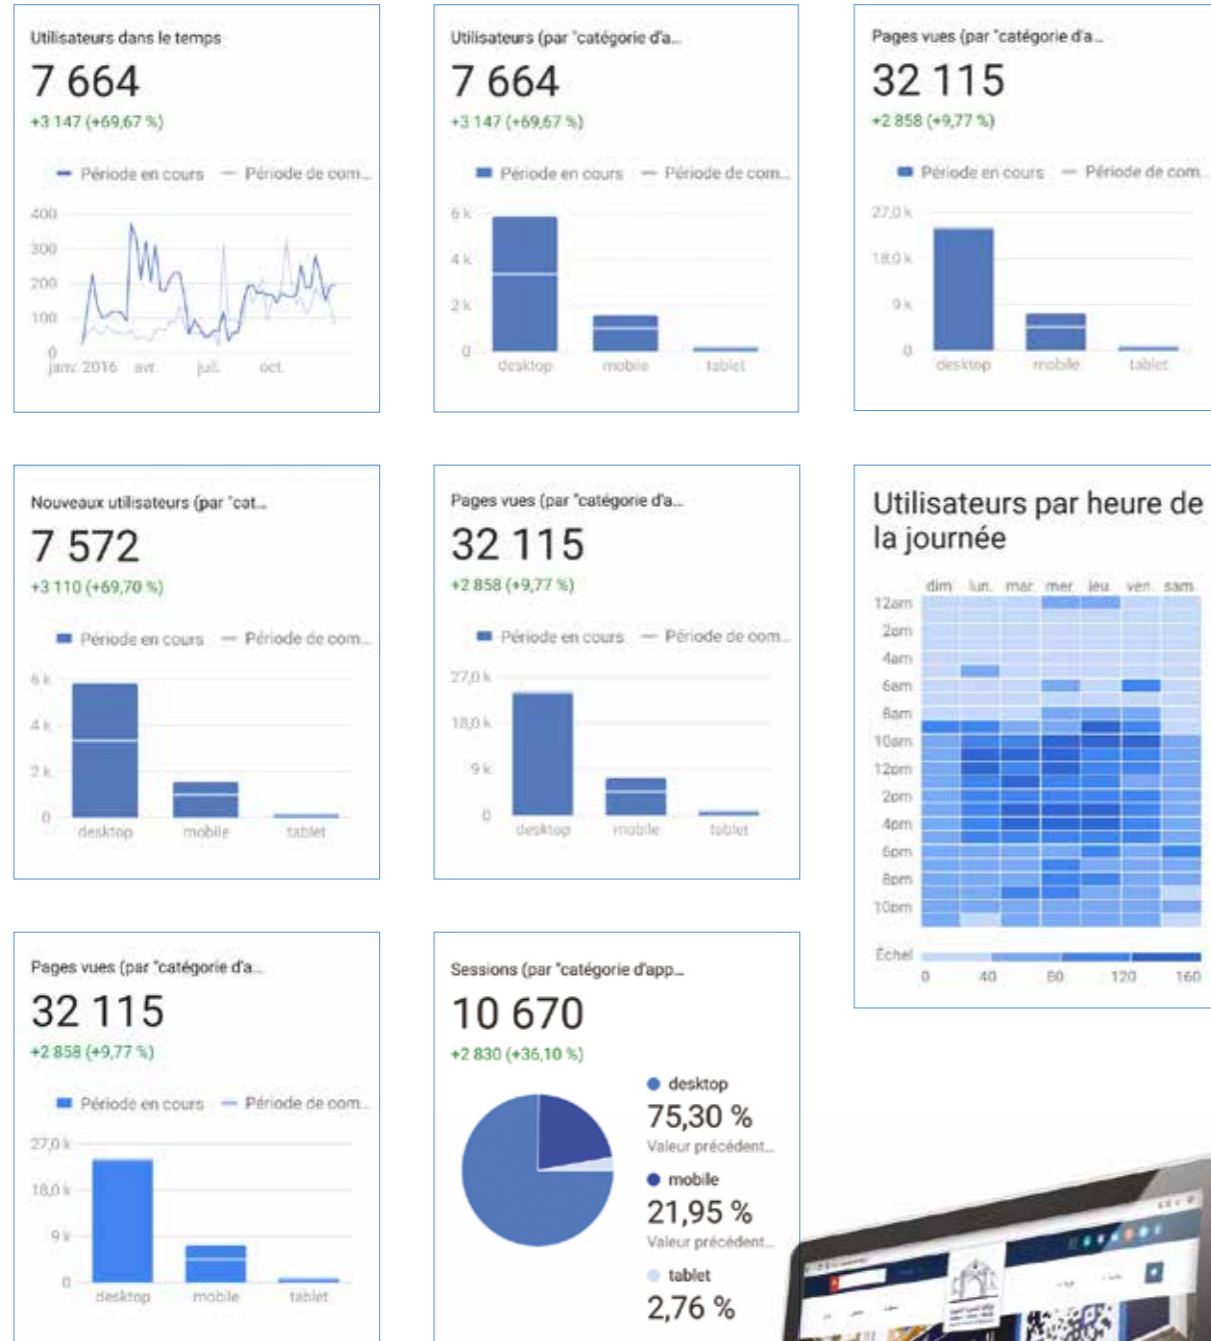 Utilisateurs dans le temps
7 664
+3 147 (+69,67 %)
Période en cours Période de com...
400
300
200
100
0
janv. 2016 avr. juil. oct.
Utilisateurs (par "catégorie d'a...
7 664
+3 147 (+69,67 %)
Période en cours Période de com...
6 k
4 k
2 k
0
desktop mobile tablet
Pages vues (par "catégorie d'a...
32 115
+2 858 (+9,77 %)
Période en cours Période de com...
27,0 k
18,0 k
9 k
0
desktop mobile tablet
Nouveaux utilisateurs (par "cat...
7 572
+3 110 (+69,70 %)
Période en cours Période de com...
6 k
4 k
2 k
0
desktop mobile tablet
Pages vues (par "catégorie d'a...
32 115
+2 858 (+9,77 %)
Période en cours Période de com...
27,0 k
18,0 k
9 k
0
desktop mobile tablet
Utilisateurs par heure de
la journée
dim. lun. mar. mer. jeu. ven. sam.
12am
2am
4am
6am
8am
10am
12pm
2pm
4pm
6pm
8pm
10pm
Échel
0 40 80 120 160
Pages vues (par "catégorie d'a...
32 115
+2 858 (+9,77 %)
Période en cours Période de com...
27,0 k
18,0 k
9 k
0
desktop mobile tablet
Sessions (par "catégorie d'app...
10 670
+2 830 (+36,10 %)
desktop
75,30 %
Valeur précédent...
mobile
21,95 %
Valeur précédent...
tablet
2,76 %